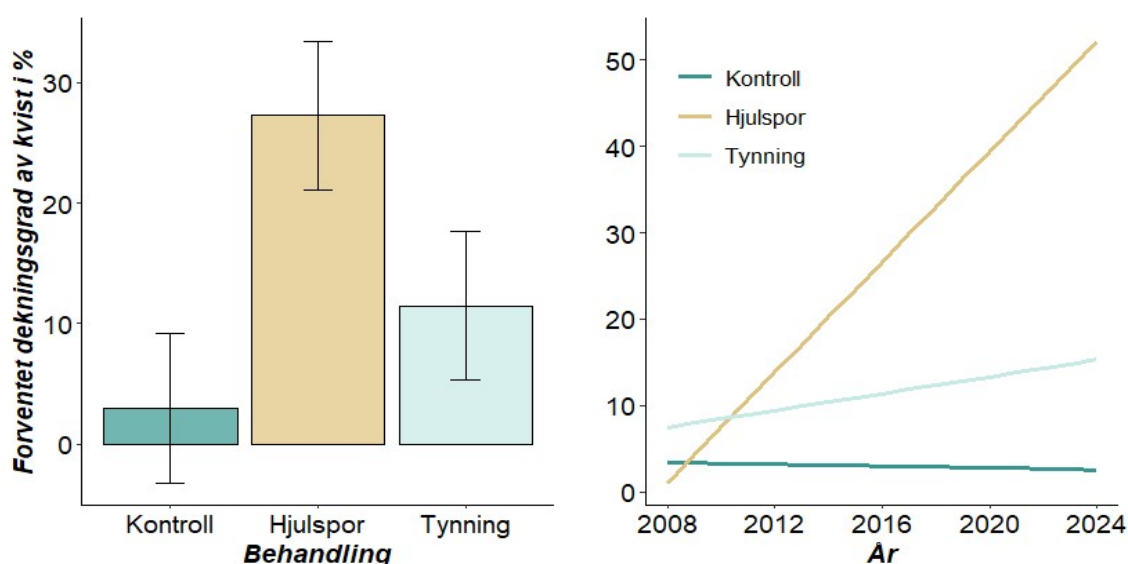 Forventet dekningsgrad av kvist i %
30
20
10
0
Kontroll Hjulspor Tynning
Behandling
50
40
30
20
10
0
Kontroll
Hjulspor
Tynning
2008 2012 2016 2020 2024
År